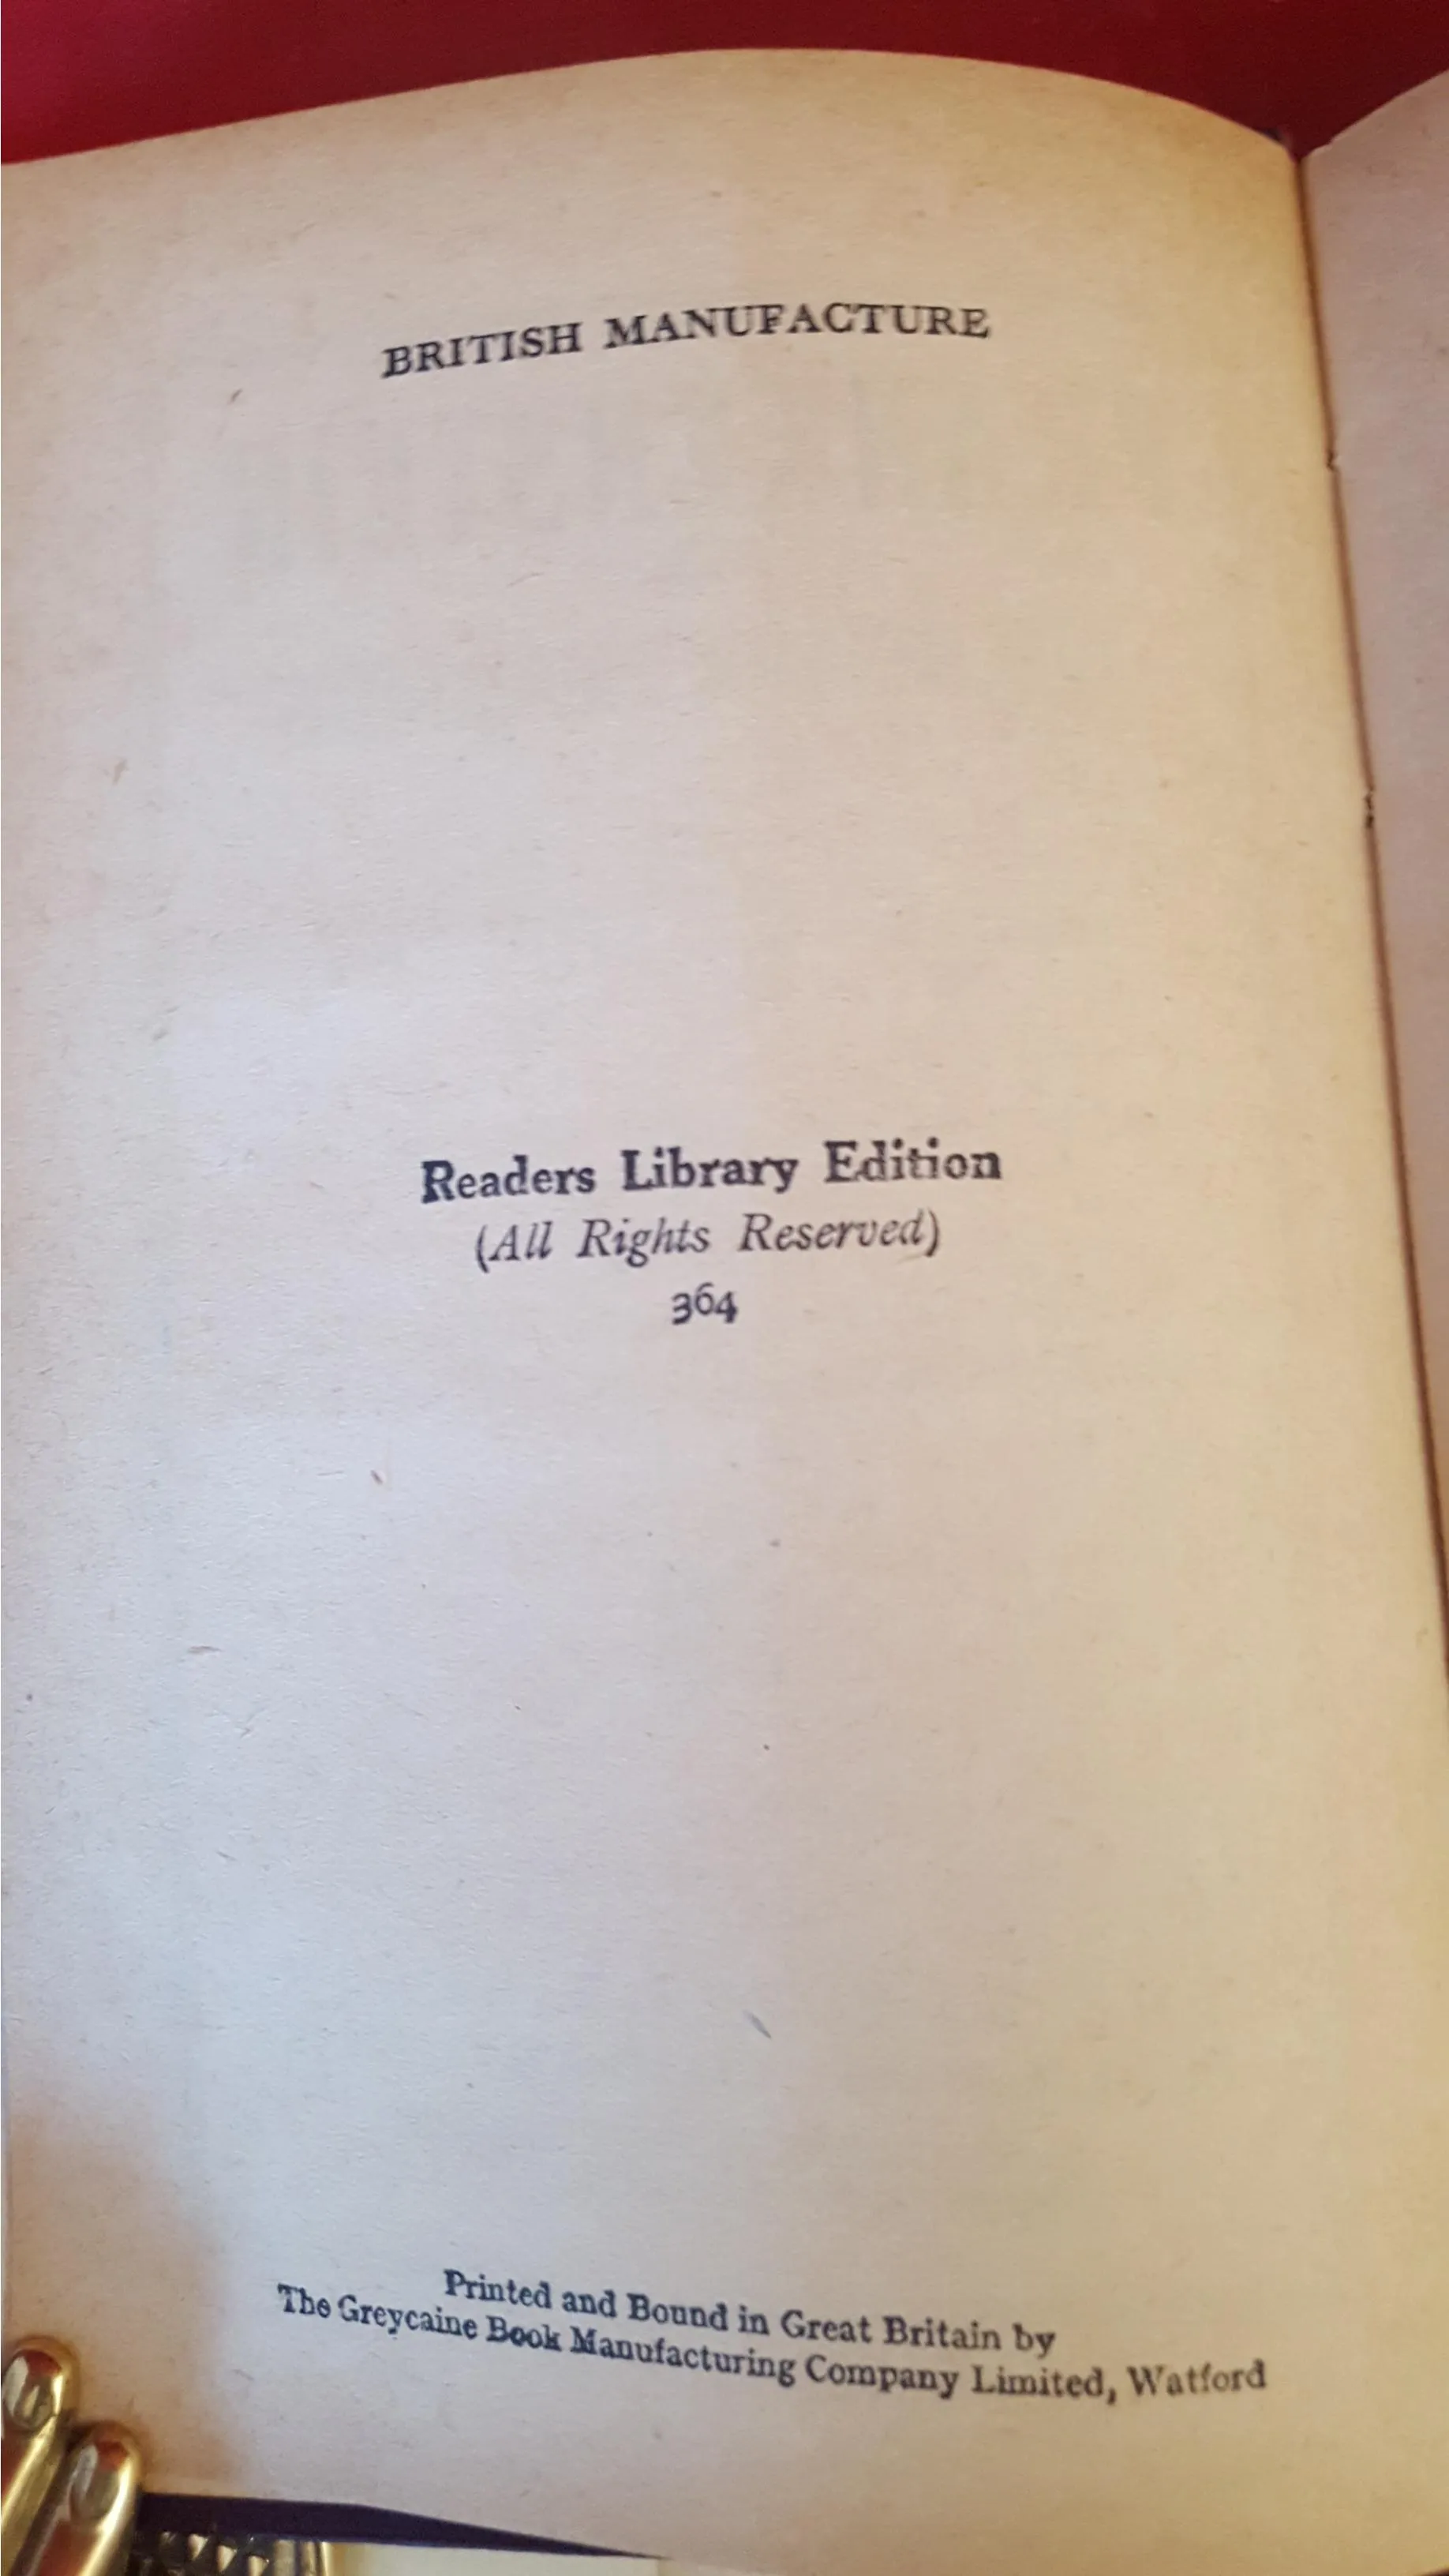 BRITISH MANUFACTURE
Readers Library Edition
(All Rights Reserved)
364
Printed and Bound in Great Britain by
The Greycaine Book Manufacturing Company Limited, Watford